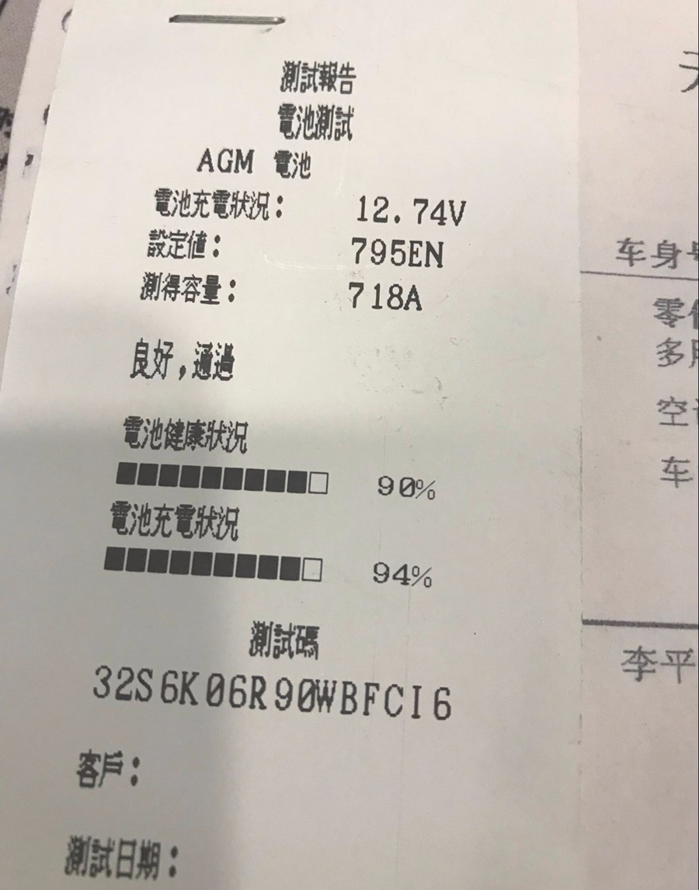 測試報告
電池測試
AGM 電池
電池充電狀況： 12.74V
設定值： 795EN
測得容量： 718A
良好，通過
電池健康狀況
90%
電池充電狀況
94%
測試碼
32S6K06R90WBFCI6
客戶：
測試日期：
车身号
零
多用
空
车
李平